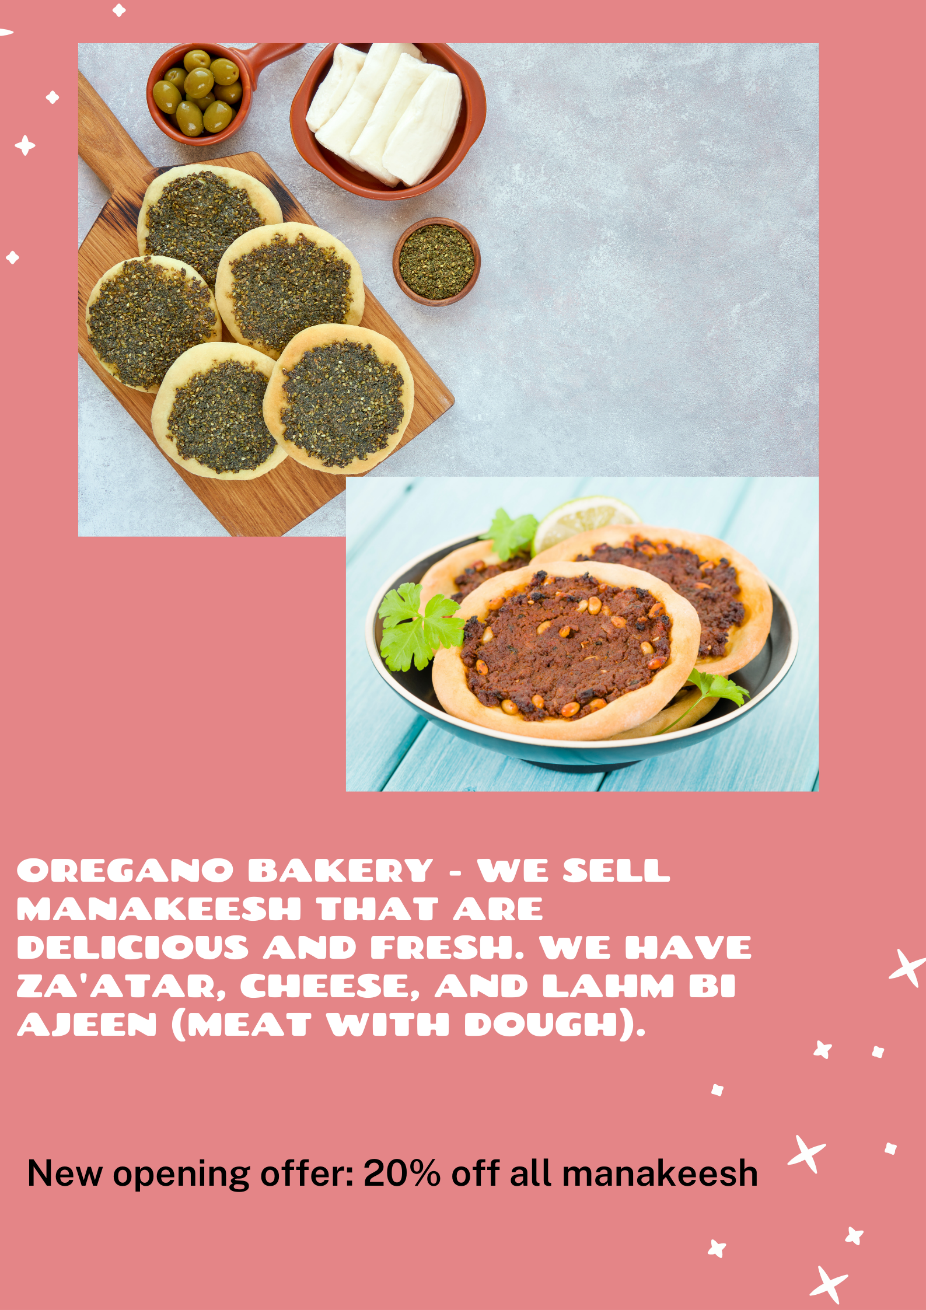 OREGANO BAKERY - WE SELL
MANAKEESH THAT ARE
DELICIOUS AND FRESH. WE HAVE
ZA'ATAR, CHEESE, AND LAHM BI
AJEEN (MEAT WITH DOUGH).
New opening offer: 20% off all manakeesh